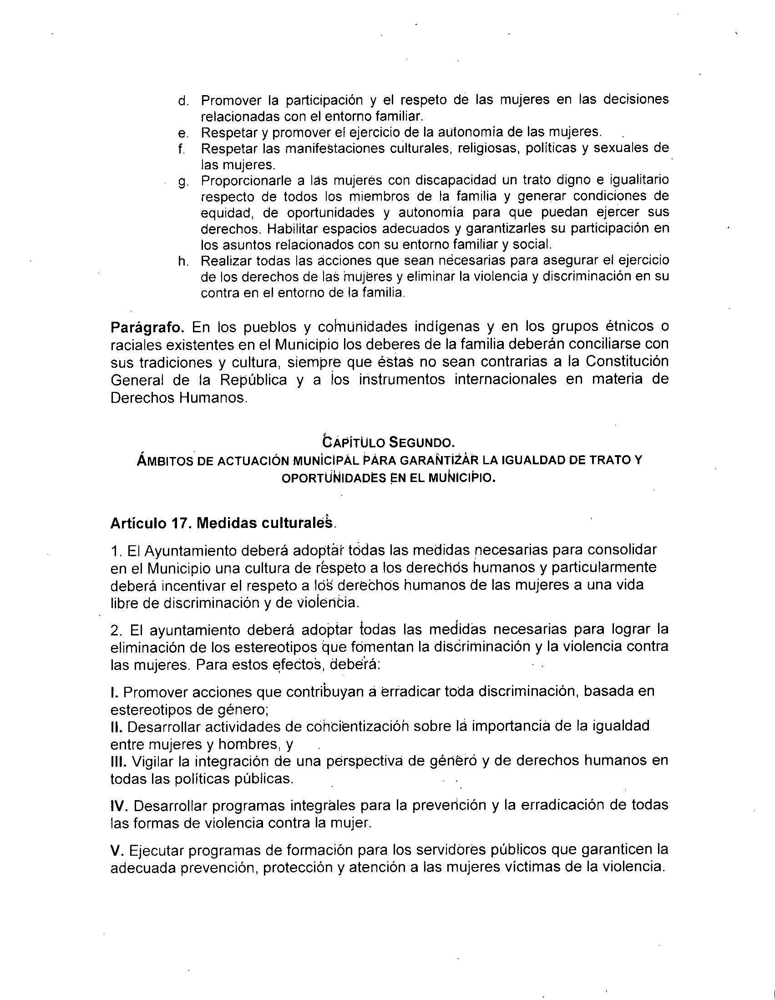 d. Promover la participación y el respeto de las mujeres en las decisiones
relacionadas con el entorno familiar.
e. Respetar y promover el ejercicio de la autonomía de las mujeres.
f. Respetar las manifestaciones culturales, religiosas, políticas y sexuales de
las mujeres.
g. Proporcionarle a las mujeres con discapacidad un trato digno e igualitario
respecto de todos los miembros de la familia y generar condiciones de
equidad, de oportunidades y autonomía para que puedan ejercer sus
derechos. Habilitar espacios adecuados y garantizarles su participación en
los asuntos relacionados con su entorno familiar y social.
h. Realizar todas las acciones que sean necesarias para asegurar el ejercicio
de los derechos de las mujeres y eliminar la violencia y discriminación en su
contra en el entorno de la familia.
Parágrafo. En los pueblos y comunidades indígenas y en los grupos étnicos o
raciales existentes en el Municipio los deberes de la familia deberán conciliarse con
sus tradiciones y cultura, siempre que éstas no sean contrarias a la Constitución
General de la República y a los instrumentos internacionales en materia de
Derechos Humanos.
CAPÍTULO SEGUNDO.
ÁMBITOS DE ACTUACIÓN MUNICIPAL PARA GARANTIZAR LA IGUALDAD DE TRATO Y
OPORTUNIDADES EN EL MUNICIPIO.
Artículo 17. Medidas culturales.
1. El Ayuntamiento deberá adoptar todas las medidas necesarias para consolidar
en el Municipio una cultura de respeto a los derechos humanos y particularmente
deberá incentivar el respeto a los derechos humanos de las mujeres a una vida
libre de discriminación y de violencia.
2. El ayuntamiento deberá adoptar todas las medidas necesarias para lograr la
eliminación de los estereotipos que fomentan la discriminación y la violencia contra
las mujeres. Para estos efectos, deberá:
I. Promover acciones que contribuyan a erradicar toda discriminación, basada en
estereotipos de género;
II. Desarrollar actividades de concientización sobre la importancia de la igualdad
entre mujeres y hombres, y
III. Vigilar la integración de una perspectiva de género y de derechos humanos en
todas las políticas públicas.
IV. Desarrollar programas integrales para la prevención y la erradicación de todas
las formas de violencia contra la mujer.
V. Ejecutar programas de formación para los servidores públicos que garanticen la
adecuada prevención, protección y atención a las mujeres víctimas de la violencia.